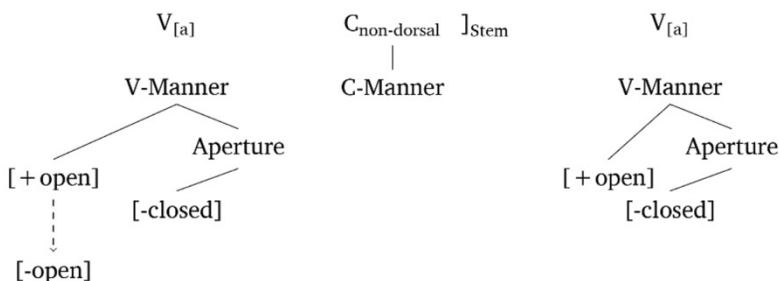 V[a] C non-dorsal ]Stem V[a]
V-Manner C-Manner V-Manner
Aperture Aperture
[+open] [+open]
[-closed] [-closed]
[-open]